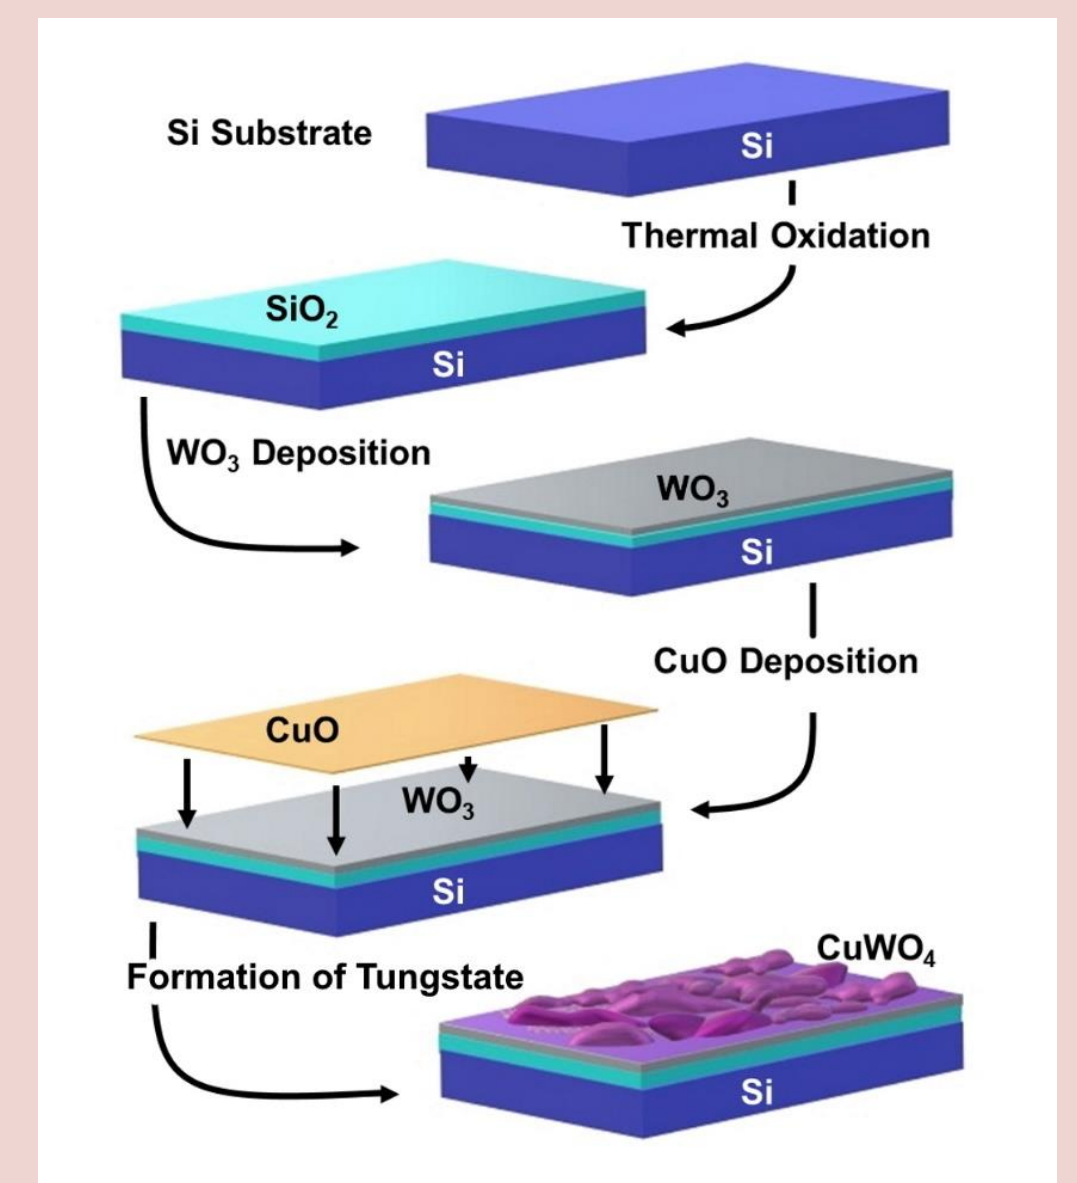 Si Substrate
Si
Thermal Oxidation
SiO₂
Si
WO₃ Deposition
WO₃
Si
CuO Deposition
CuO
WO₃
Si
Formation of Tungstate
CuWO₄
Si